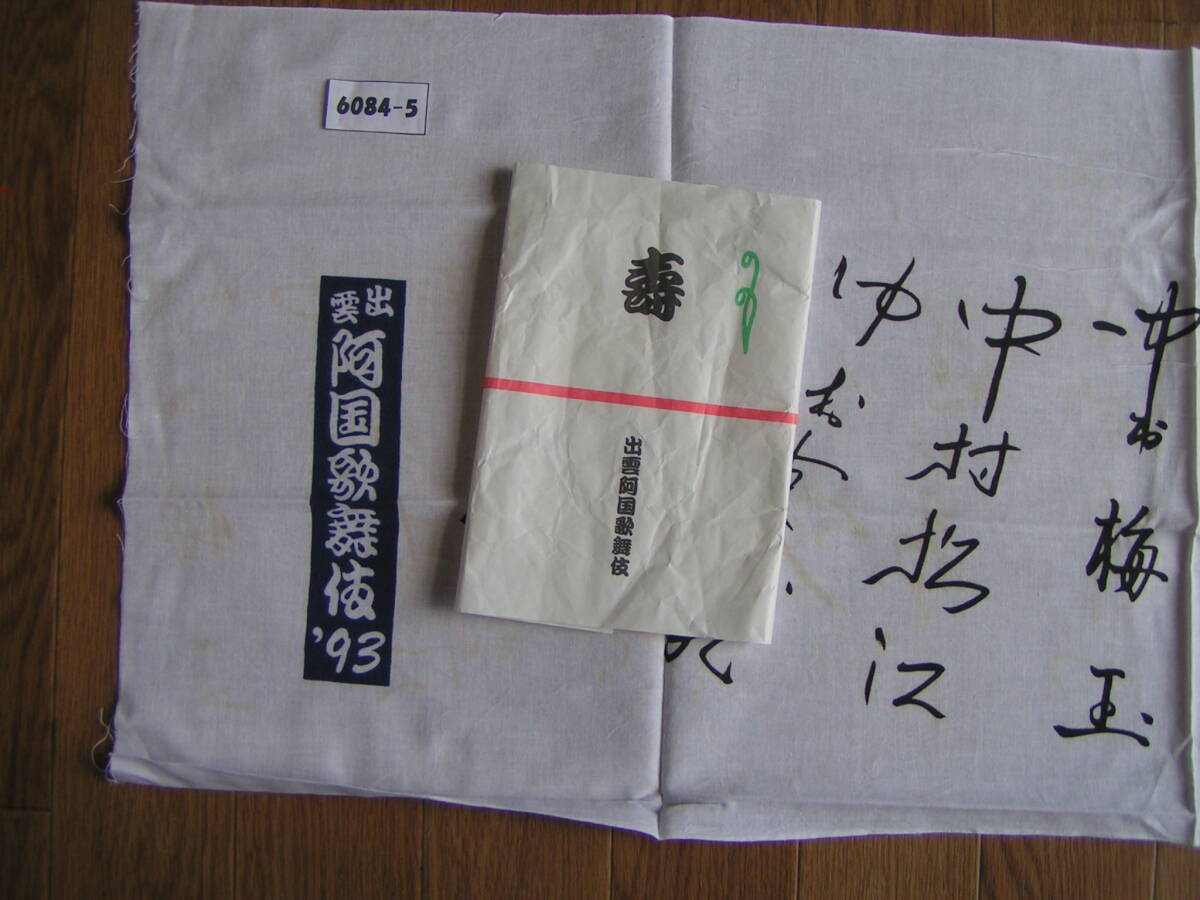 6084-5
中村梅玉
中村松江
寿
出雲阿国歌舞伎
出雲
阿国歌舞伎
'93